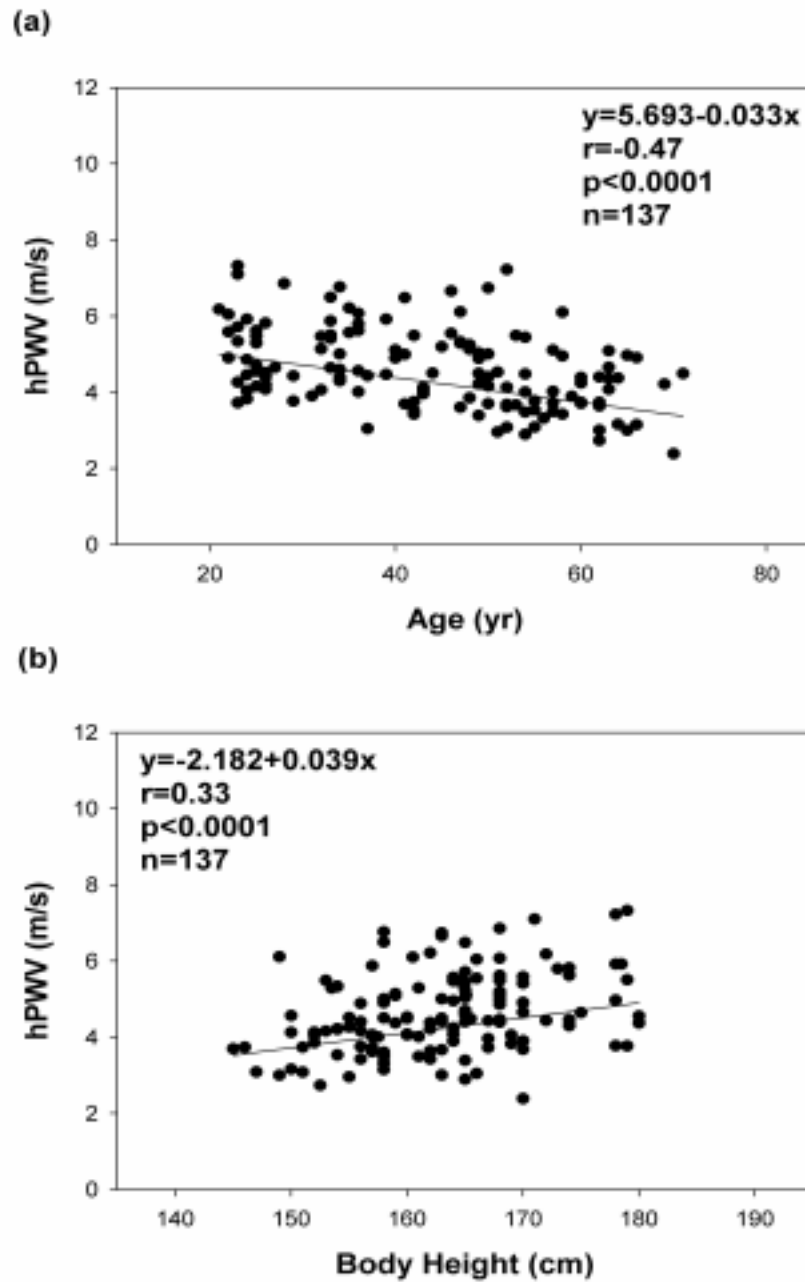 (a)
12
10
8
6
4
2
0
hPWV (m/s)
y=5.693-0.033x
r=-0.47
p<0.0001
n=137
20 40 60 80
Age (yr)
(b)
12
10
8
6
4
2
0
hPWV (m/s)
y=-2.182+0.039x
r=0.33
p<0.0001
n=137
140 150 160 170 180 190
Body Height (cm)